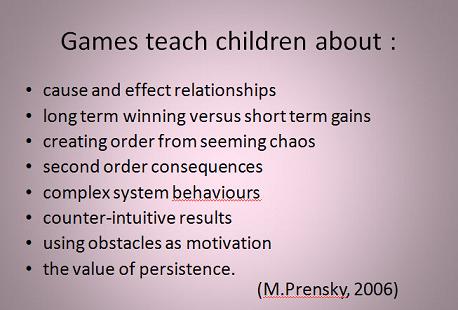 Games teach children about :
• cause and effect relationships
• long term winning versus short term gains
• creating order from seeming chaos
• second order consequences
• complex system behaviours
• counter-intuitive results
• using obstacles as motivation
• the value of persistence.
(M.Prensky, 2006)